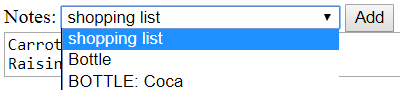 Notes: shopping list Add
shopping list
Bottle
BOTTLE: Coca
Carrot
Raisin